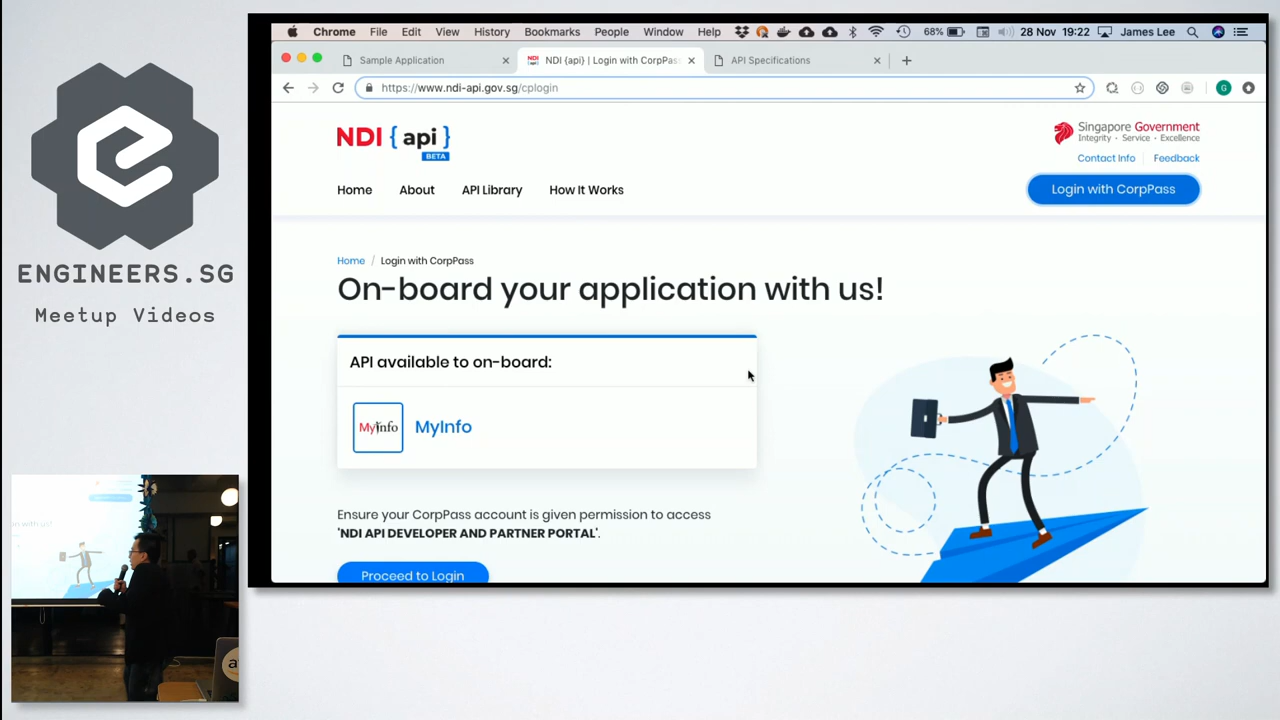 ENGINEERS.SG
Meetup Videos
Chrome File Edit View History Bookmarks People Window Help 68% 28 Nov 19:22 James Lee
Sample Application
NDI {api} | Login with CorpPas
API Specifications
https://www.ndi-api.gov.sg/cplogin
G
NDI { api }
BETA
Singapore Government
Integrity · Service · Excellence
Contact Info
Feedback
Home About API Library How It Works
Login with CorpPass
Home / Login with CorpPass
On-board your application with us!
API available to on-board:
MyInfo MyInfo
Ensure your CorpPass account is given permission to access
'NDI API DEVELOPER AND PARTNER PORTAL'.
Proceed to Login